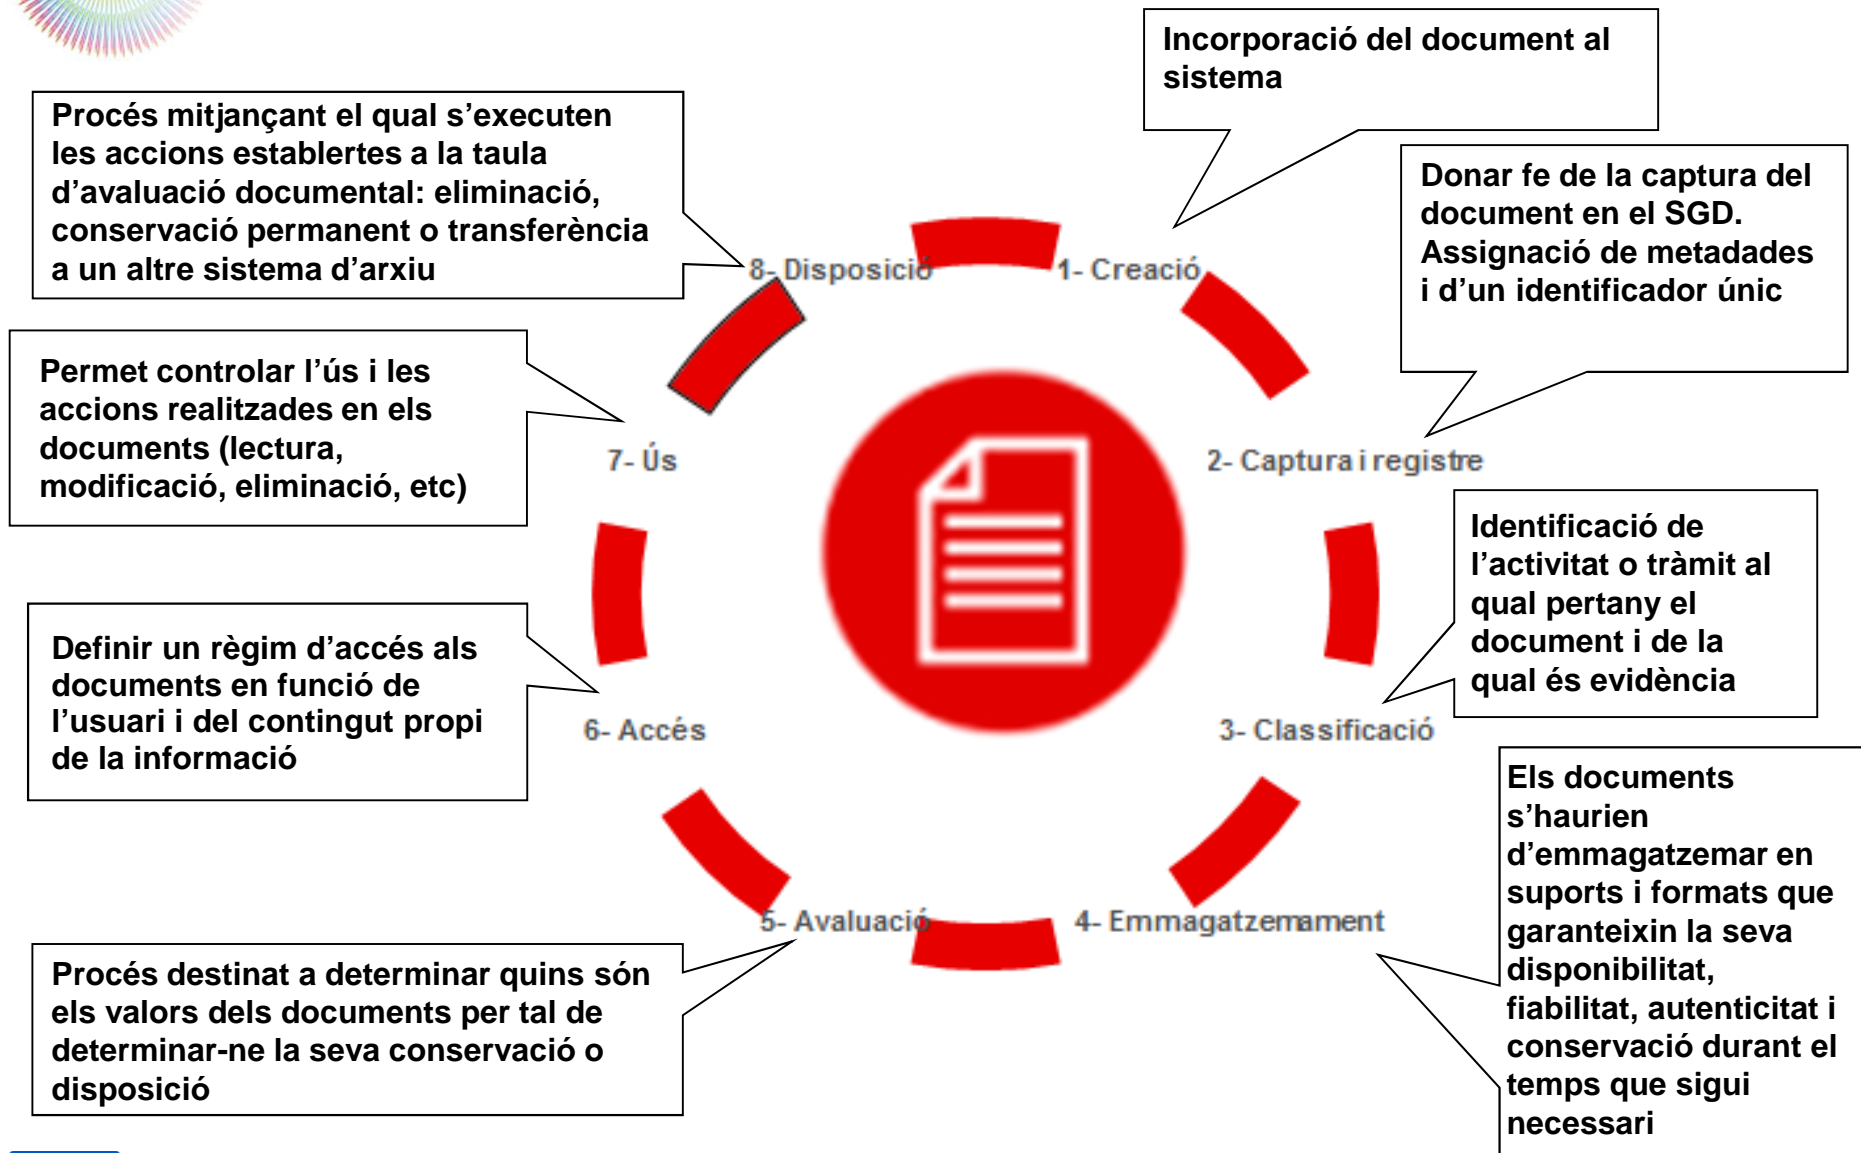 Incorporació del document al
sistema
Procés mitjançant el qual s’executen
les accions establertes a la taula
d’avaluació documental: eliminació,
conservació permanent o transferència
a un altre sistema d’arxiu
Donar fe de la captura del
document en el SGD.
Assignació de metadades
i d’un identificador únic
8- Disposició
1- Creació
Permet controlar l’ús i les
accions realitzades en els
documents (lectura,
modificació, eliminació, etc)
7- Ús
2- Captura i registre
Identificació de
l’activitat o tràmit al
qual pertany el
document i de la
qual és evidència
Definir un règim d’accés als
documents en funció de
l’usuari i del contingut propi
de la informació
6- Accés
3- Classificació
Els documents
s’haurien
d’emmagatzemar en
suports i formats que
garanteixin la seva
disponibilitat,
fiabilitat, autenticitat i
conservació durant el
temps que sigui
necessari
5- Avaluació
4- Emmagatzemament
Procés destinat a determinar quins són
els valors dels documents per tal de
determinar-ne la seva conservació o
disposició